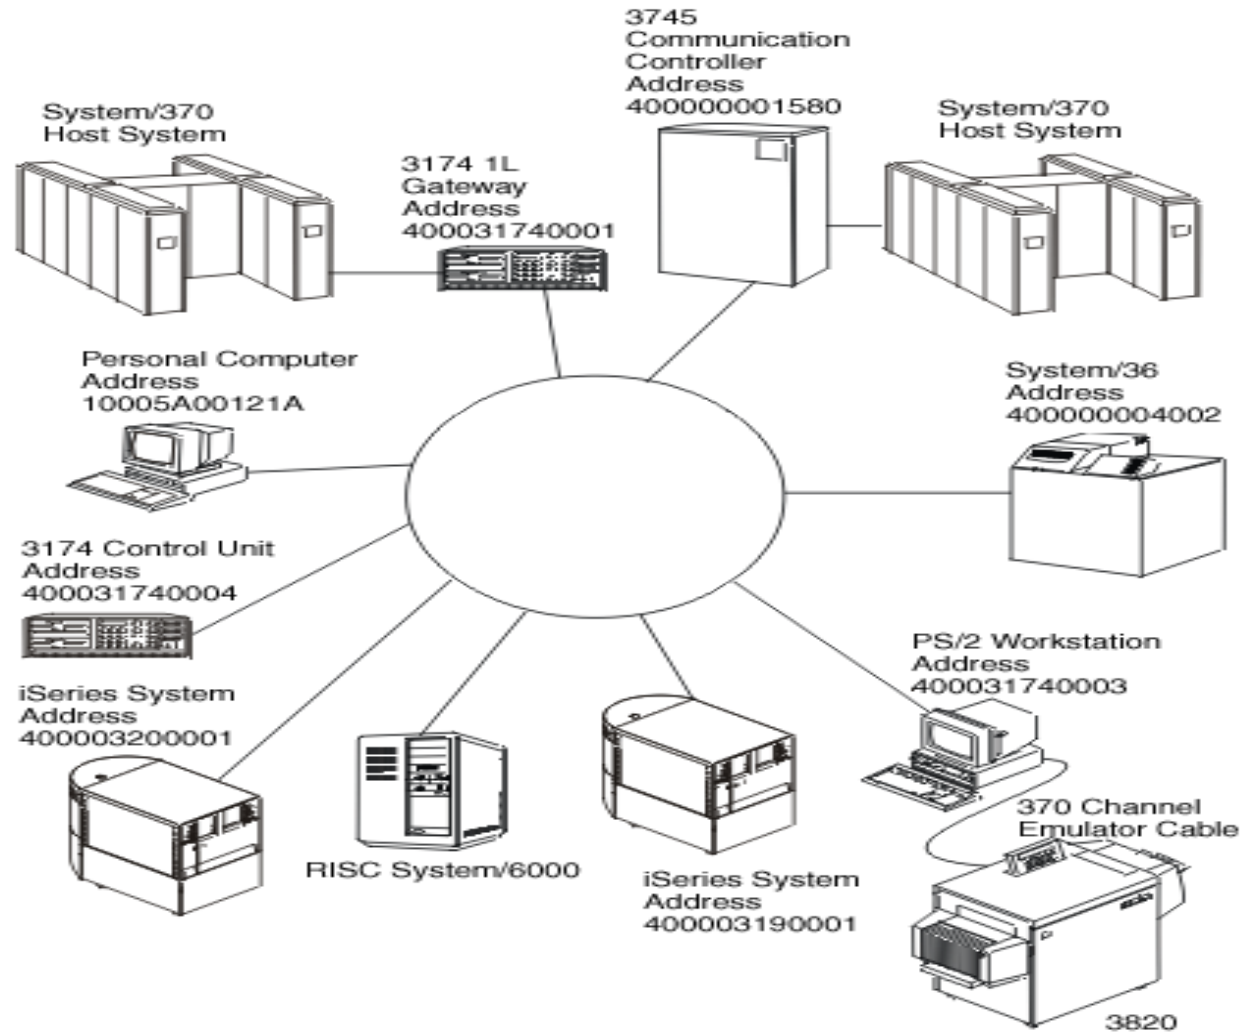 3745
Communication
Controller
Address
400000001580
System/370
Host System
System/370
Host System
3174 1L
Gateway
Address
400031740001
Personal Computer
Address
10005A00121A
System/36
Address
400000004002
3174 Control Unit
Address
400031740004
PS/2 Workstation
Address
400031740003
iSeries System
Address
400003200001
370 Channel
Emulator Cable
RISC System/6000
iSeries System
Address
400003190001
3820